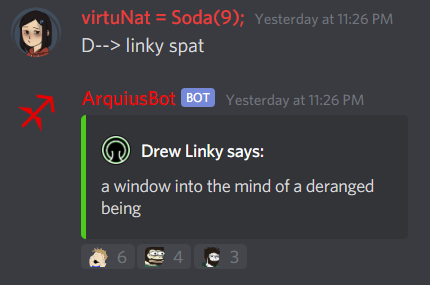 virtuNat = Soda(9); Yesterday at 11:26 PM
D--> linky spat
ArquiusBot BOT Yesterday at 11:26 PM
Drew Linky says:
a window into the mind of a deranged
being
6 4 3